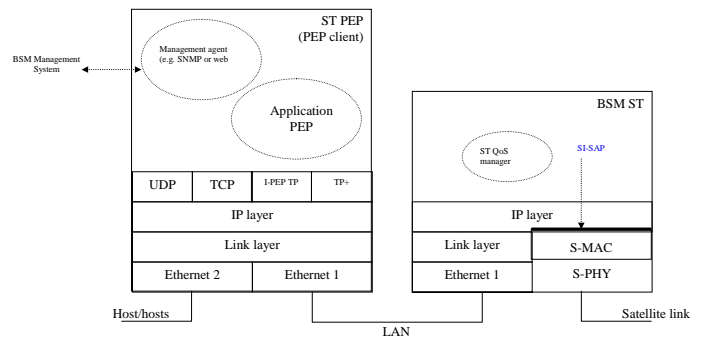 ST PEP
(PEP client)
Management agent
(e.g. SNMP or web
BSM Management
System
Application
PEP
BSM ST
ST QoS
manager
SI-SAP
UDP
TCP
I-PEP TP
TP+
IP layer
IP layer
Link layer
Link layer
S-MAC
Ethernet 2
Ethernet 1
Ethernet 1
S-PHY
Host/hosts
Satellite link
LAN